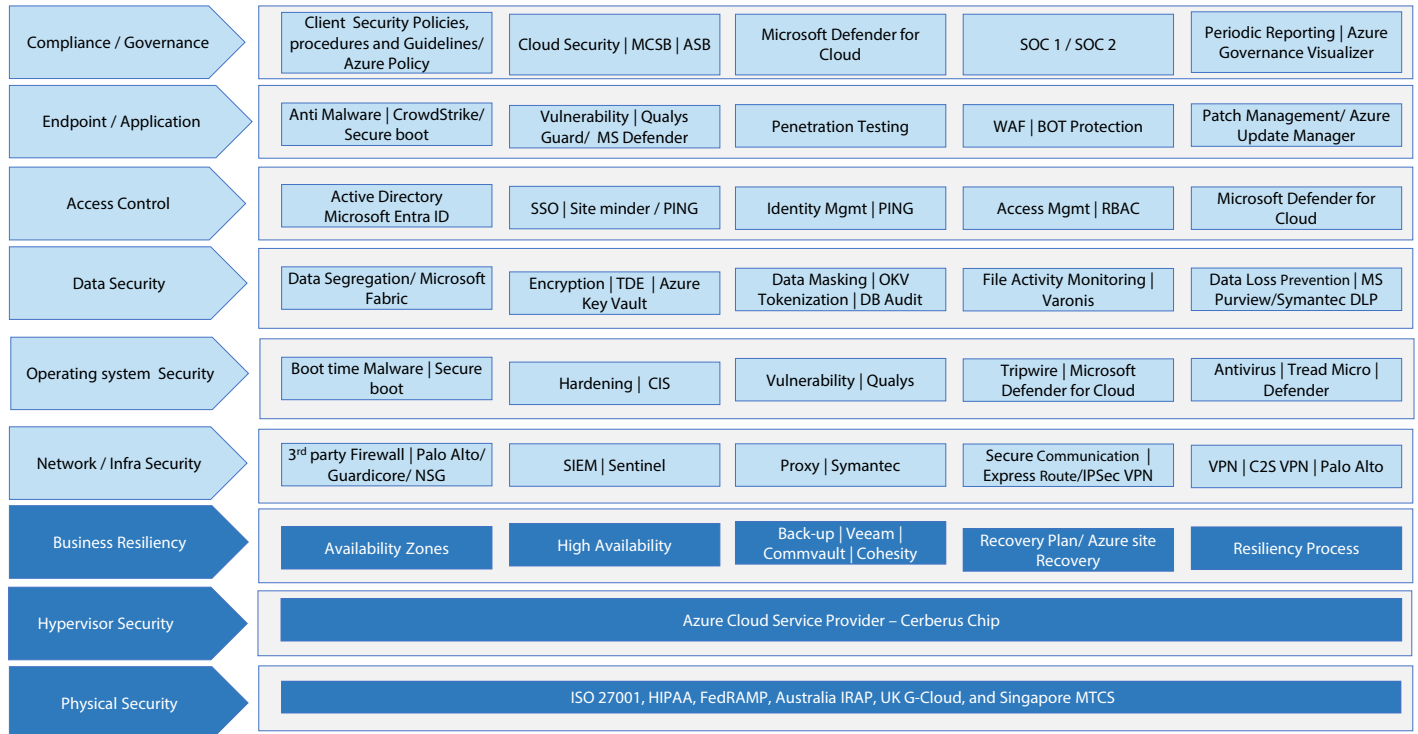 Compliance / Governance
Client Security Policies,
procedures and Guidelines/
Azure Policy
Cloud Security | MCSB | ASB
Microsoft Defender for
Cloud
SOC 1 / SOC 2
Periodic Reporting | Azure
Governance Visualizer
Endpoint / Application
Anti Malware | CrowdStrike/
Secure boot
Vulnerability | Qualys
Guard/ MS Defender
Penetration Testing
WAF | BOT Protection
Patch Management/ Azure
Update Manager
Access Control
Active Directory
Microsoft Entra ID
SSO | Site minder / PING
Identity Mgmt | PING
Access Mgmt | RBAC
Microsoft Defender for
Cloud
Data Security
Data Segregation/ Microsoft
Fabric
Encryption | TDE | Azure
Key Vault
Data Masking | OKV
Tokenization | DB Audit
File Activity Monitoring |
Varonis
Data Loss Prevention | MS
Purview/Symantec DLP
Operating system Security
Boot time Malware | Secure
boot
Hardening | CIS
Vulnerability | Qualys
Tripwire | Microsoft
Defender for Cloud
Antivirus | Tread Micro |
Defender
Network / Infra Security
3rd party Firewall | Palo Alto/
Guardicore/ NSG
SIEM | Sentinel
Proxy | Symantec
Secure Communication |
Express Route/IPSec VPN
VPN | C2S VPN | Palo Alto
Business Resiliency
Availability Zones
High Availability
Back-up | Veeam |
Commvault | Cohesity
Recovery Plan/ Azure site
Recovery
Resiliency Process
Hypervisor Security
Azure Cloud Service Provider – Cerberus Chip
Physical Security
ISO 27001, HIPAA, FedRAMP, Australia IRAP, UK G-Cloud, and Singapore MTCS